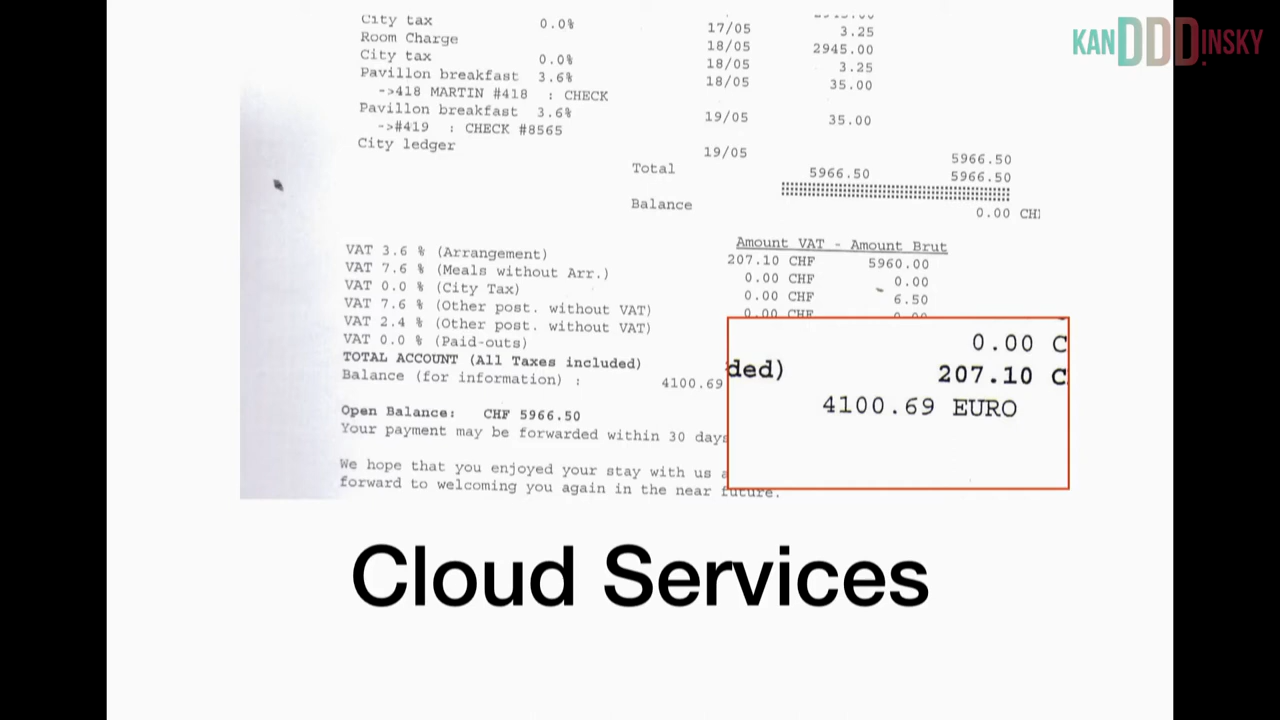 KANDDDINSKY
City tax 0.0%
17/05 3.25
Room Charge 18/05 2945.00
City tax 0.0% 18/05 3.25
Pavillon breakfast 3.6% 18/05 35.00
->418 MARTIN #418 : CHECK
Pavillon breakfast 3.6% 19/05 35.00
->#419 : CHECK #8565
City ledger 19/05 5966.50
Total 5966.50 5966.50
Balance 0.00 CH
Amount VAT - Amount Brut
VAT 3.6 % (Arrangement) 207.10 CHF 5960.00
VAT 7.6 % (Meals without Arr.) 0.00 CHF 0.00
VAT 0.0 % (City Tax) 0.00 CHF 6.50
VAT 7.6 % (Other post. without VAT) 0.00 CHF
VAT 2.4 % (Other post. without VAT)
VAT 0.0 % (Paid-outs)
TOTAL ACCOUNT (All Taxes included)
Balance (for information) : 4100.69
0.00 C
ded) 207.10 C
4100.69 EURO
Open Balance: CHF 5966.50
Your payment may be forwarded within 30 days
We hope that you enjoyed your stay with us a
forward to welcoming you again in the near future.
Cloud Services